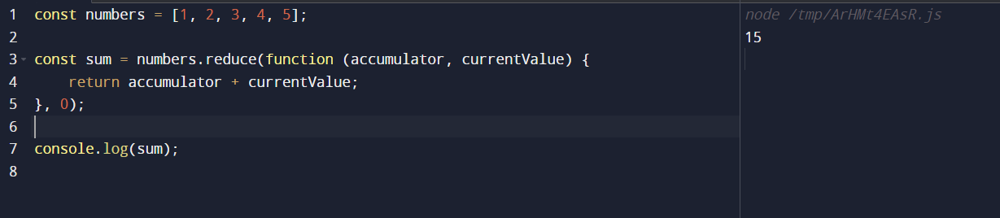 1 const numbers = [1, 2, 3, 4, 5];
2
3 const sum = numbers.reduce(function (accumulator, currentValue) {
4     return accumulator + currentValue;
5 }, 0);
6
7 console.log(sum);
8
node /tmp/ArHMt4EAsR.js
15